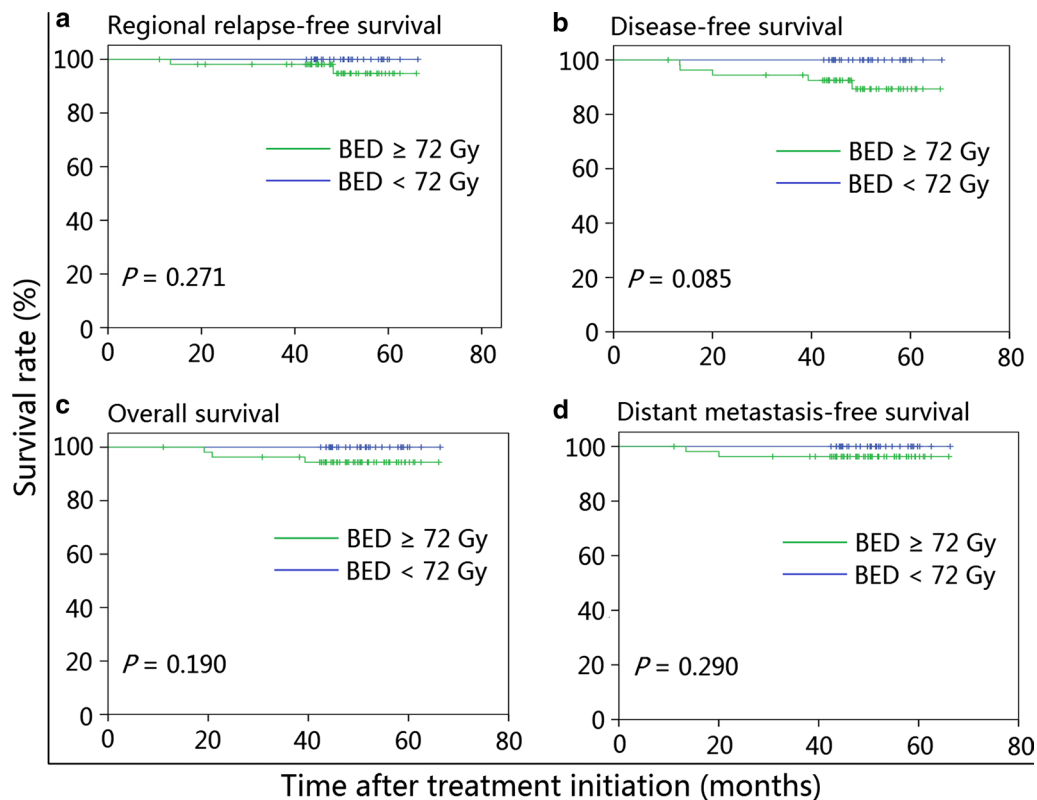 a Regional relapse-free survival
100
80
60
40
20
0
BED ≥ 72 Gy
BED < 72 Gy
P = 0.271
0 20 40 60 80
b Disease-free survival
100
80
60
40
20
0
BED ≥ 72 Gy
BED < 72 Gy
P = 0.085
0 20 40 60 80
c Overall survival
100
80
60
40
20
0
BED ≥ 72 Gy
BED < 72 Gy
P = 0.190
0 20 40 60 80
d Distant metastasis-free survival
100
80
60
40
20
0
BED ≥ 72 Gy
BED < 72 Gy
P = 0.290
0 20 40 60 80
Survival rate (%)
Time after treatment initiation (months)